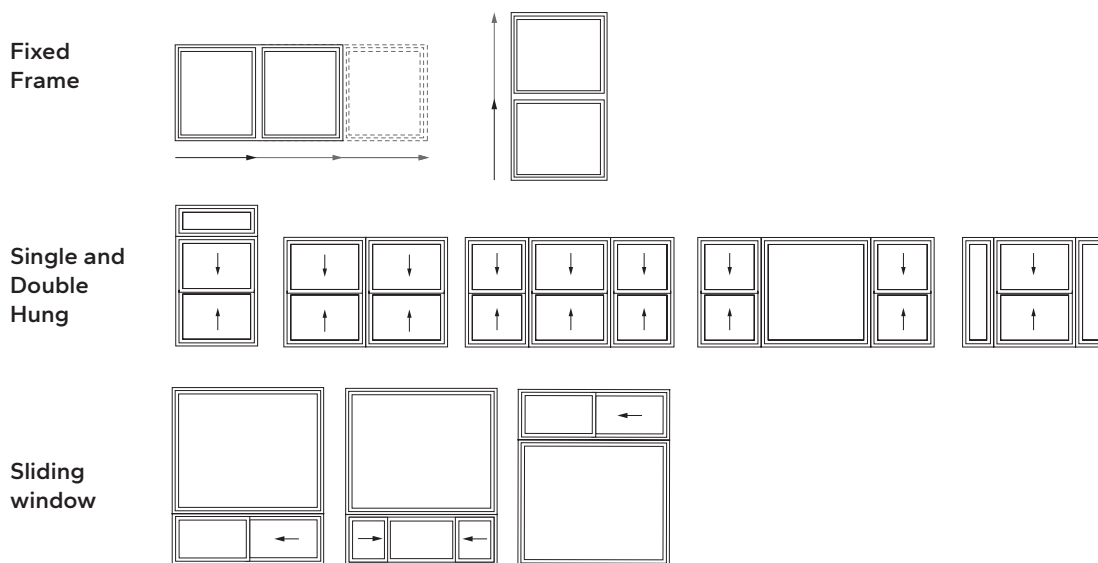 Fixed
Frame
Single and
Double
Hung
Sliding
window